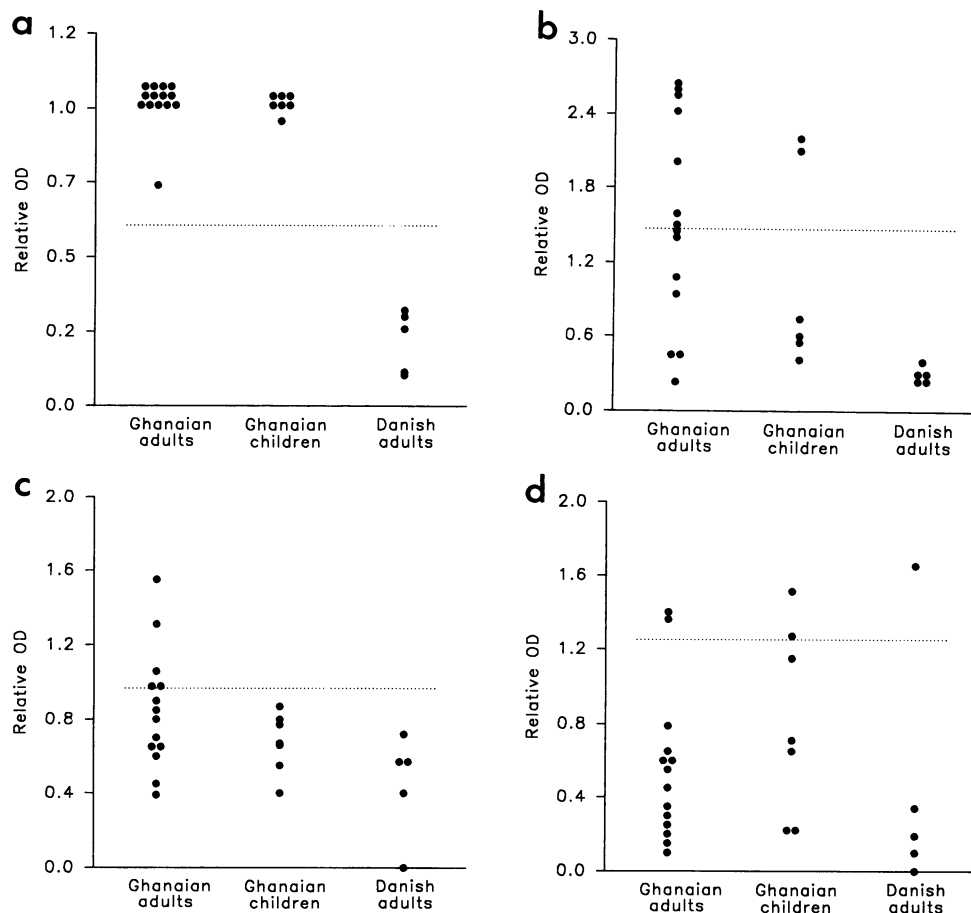 a
1.2
1.0
0.7
0.5
0.2
0.0
Relative OD
Ghanaian adults
Ghanaian children
Danish adults
b
3.0
2.4
1.8
1.2
0.6
0.0
Relative OD
Ghanaian adults
Ghanaian children
Danish adults
c
2.0
1.6
1.2
0.8
0.4
0.0
Relative OD
Ghanaian adults
Ghanaian children
Danish adults
d
2.0
1.6
1.2
0.8
0.4
0.0
Relative OD
Ghanaian adults
Ghanaian children
Danish adults